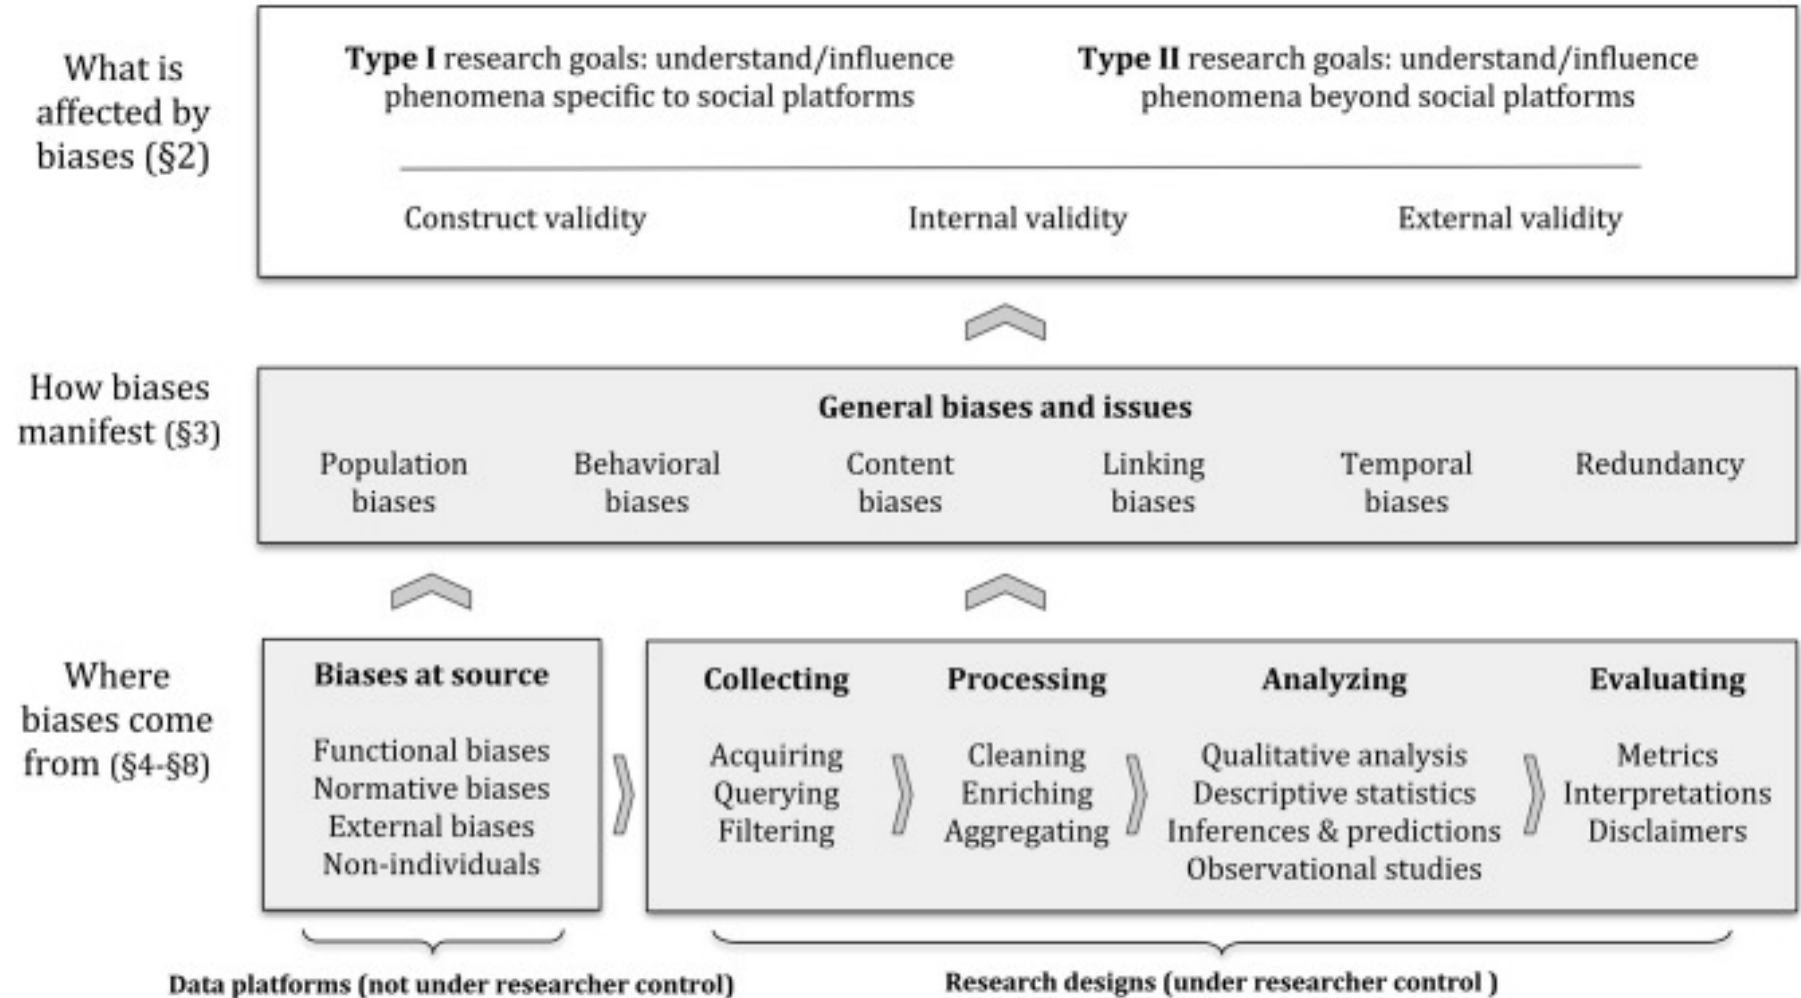 What is
affected by
biases (§2)
Type I research goals: understand/influence
phenomena specific to social platforms
Type II research goals: understand/influence
phenomena beyond social platforms
Construct validity
Internal validity
External validity
How biases
manifest (§3)
General biases and issues
Population
biases
Behavioral
biases
Content
biases
Linking
biases
Temporal
biases
Redundancy
Where
biases come
from (§4-§8)
Biases at source
Functional biases
Normative biases
External biases
Non-individuals
Collecting
Acquiring
Querying
Filtering
Processing
Cleaning
Enriching
Aggregating
Analyzing
Qualitative analysis
Descriptive statistics
Inferences & predictions
Observational studies
Evaluating
Metrics
Interpretations
Disclaimers
Data platforms (not under researcher control)
Research designs (under researcher control )